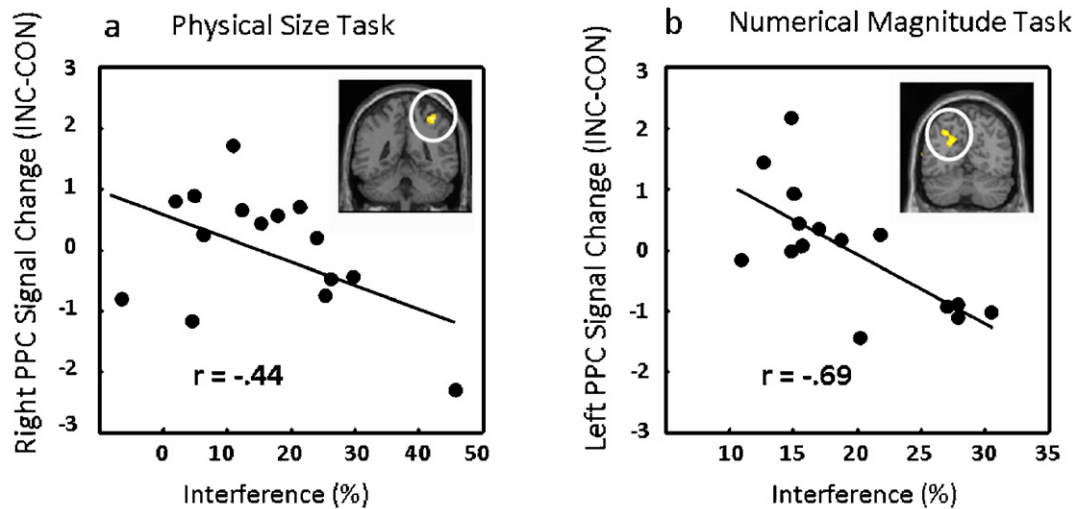 a Physical Size Task
Right PPC Signal Change (INC-CON)
3
2
1
0
-1
-2
-3
r = -.44
0 10 20 30 40 50
Interference (%)
b Numerical Magnitude Task
Left PPC Signal Change (INC-CON)
3
2
1
0
-1
-2
-3
r = -.69
10 15 20 25 30 35
Interference (%)